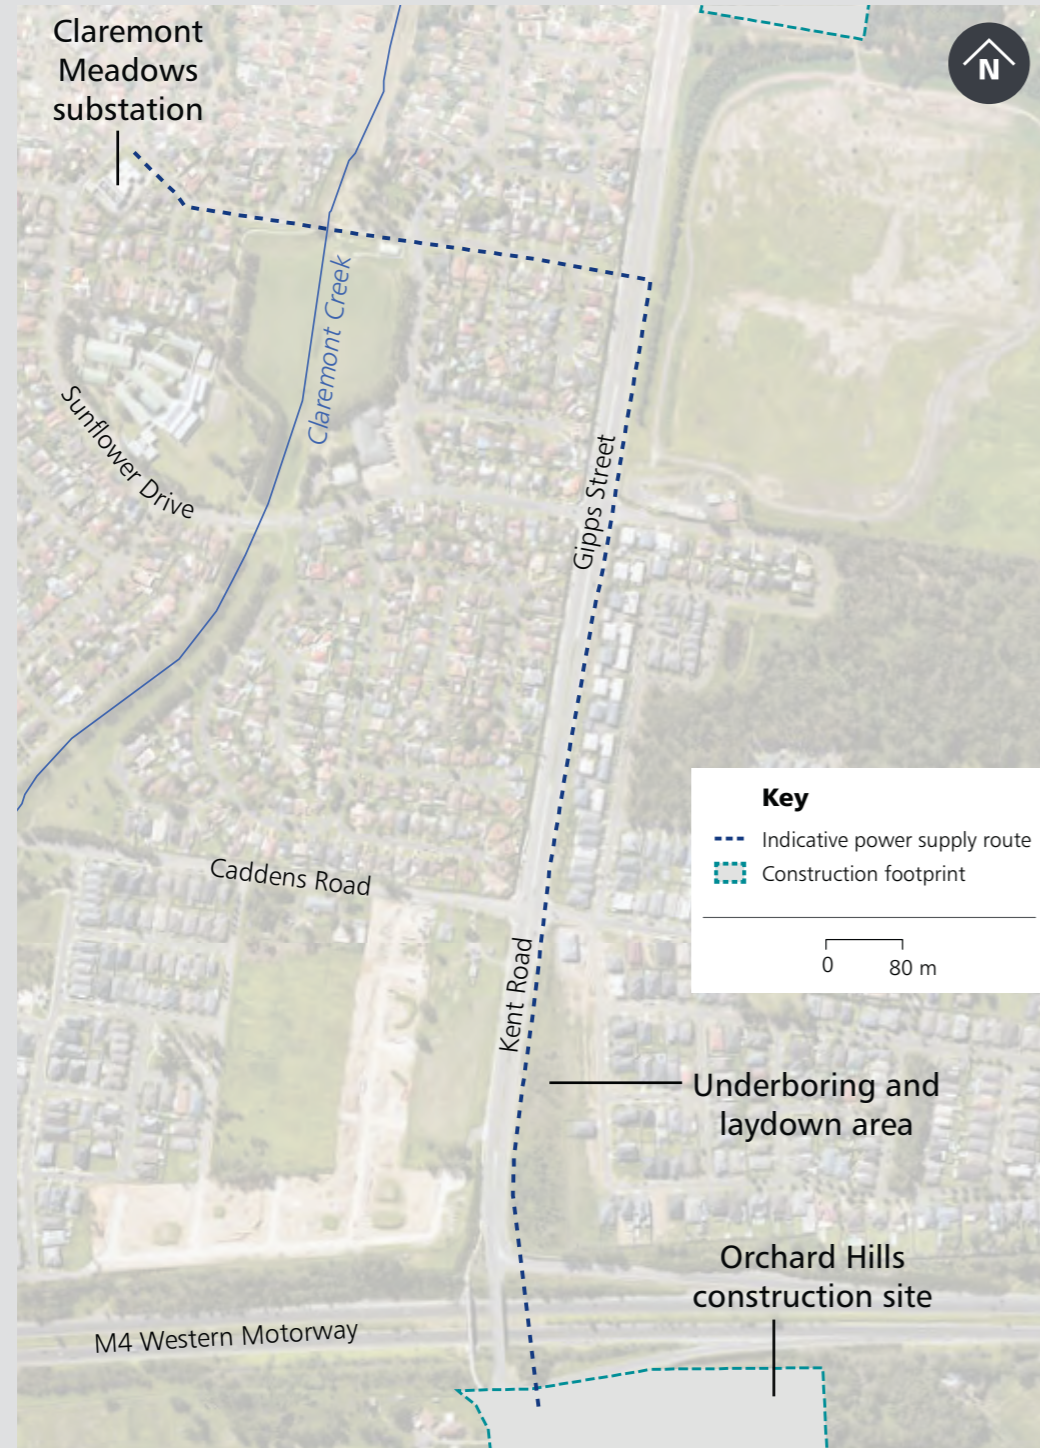 Claremont
Meadows
substation
N
Claremont Creek
Sunflower Drive
Gipps Street
Key
Indicative power supply route
Construction footprint
0 80 m
Caddens Road
Kent Road
Underboring and
laydown area
Orchard Hills
construction site
M4 Western Motorway